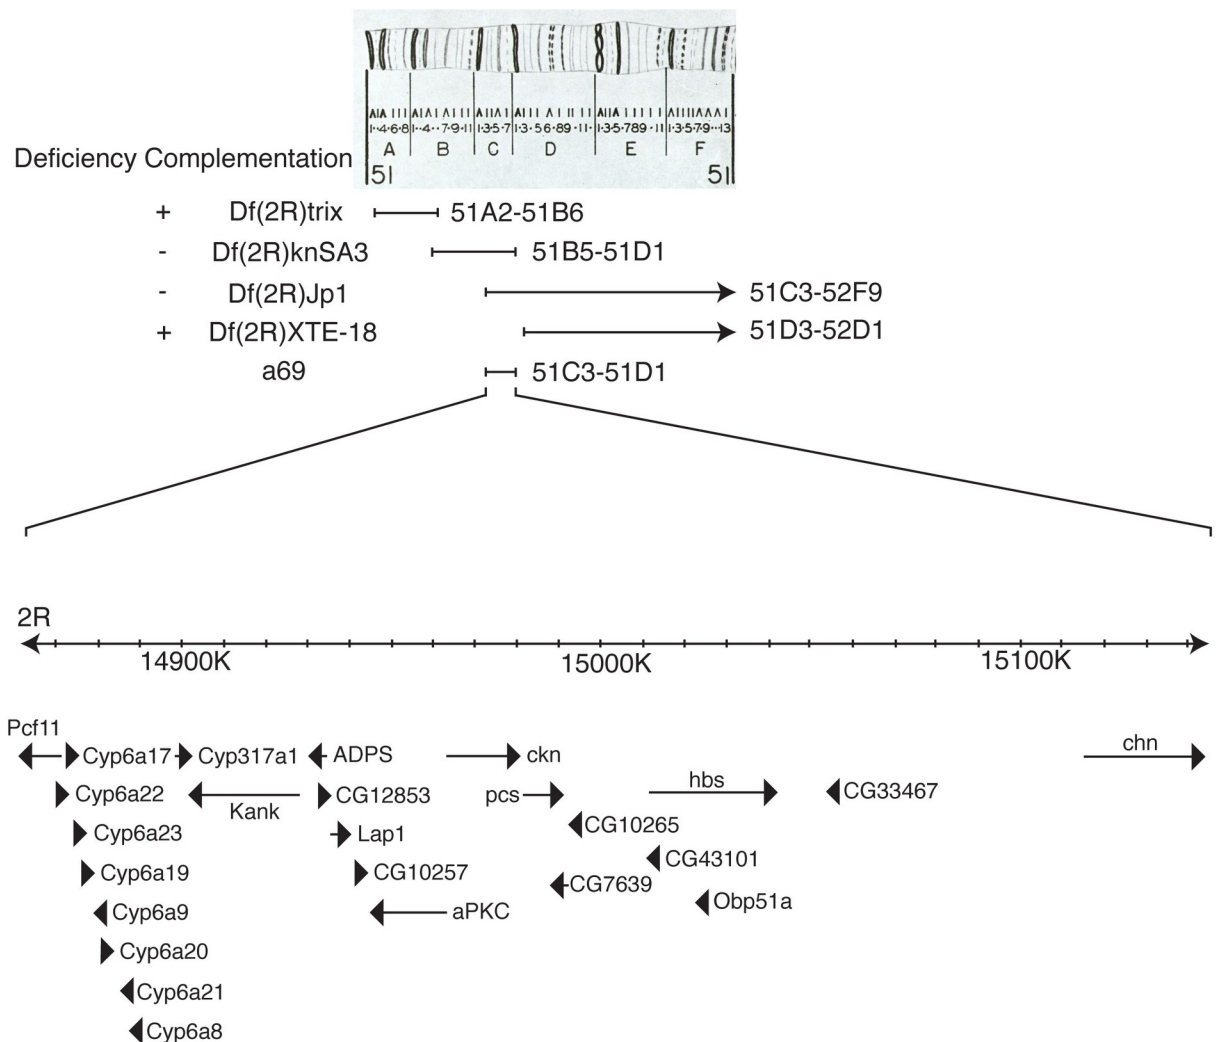 A B C D E F
51 51
Deficiency Complementation
+ Df(2R)trix 51A2-51B6
- Df(2R)knSA3 51B5-51D1
- Df(2R)Jp1 51C3-52F9
+ Df(2R)XTE-18 51D3-52D1
a69 51C3-51D1
2R
14900K 15000K 15100K
Pcf11
Cyp6a17 Cyp317a1 ADPS ckn chn
Cyp6a22 Kank CG12853 pcs hbs CG33467
Cyp6a23 Lap1 CG10265
Cyp6a19 CG10257 CG43101
CG7639
Cyp6a9 aPKC Obp51a
Cyp6a20
Cyp6a21
Cyp6a8